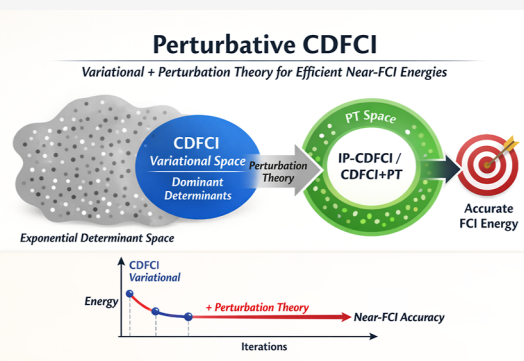 Perturbative CDFCI
Variational + Perturbation Theory for Efficient Near-FCI Energies
CDFCI
Variational Space
Dominant
Determinants
Exponential Determinant Space
Perturbation
Theory
PT Space
IP-CDFCI /
CDFCI+PT
Accurate
FCI Energy
CDFCI
Variational
Energy
+ Perturbation Theory
Near-FCI Accuracy
Iterations